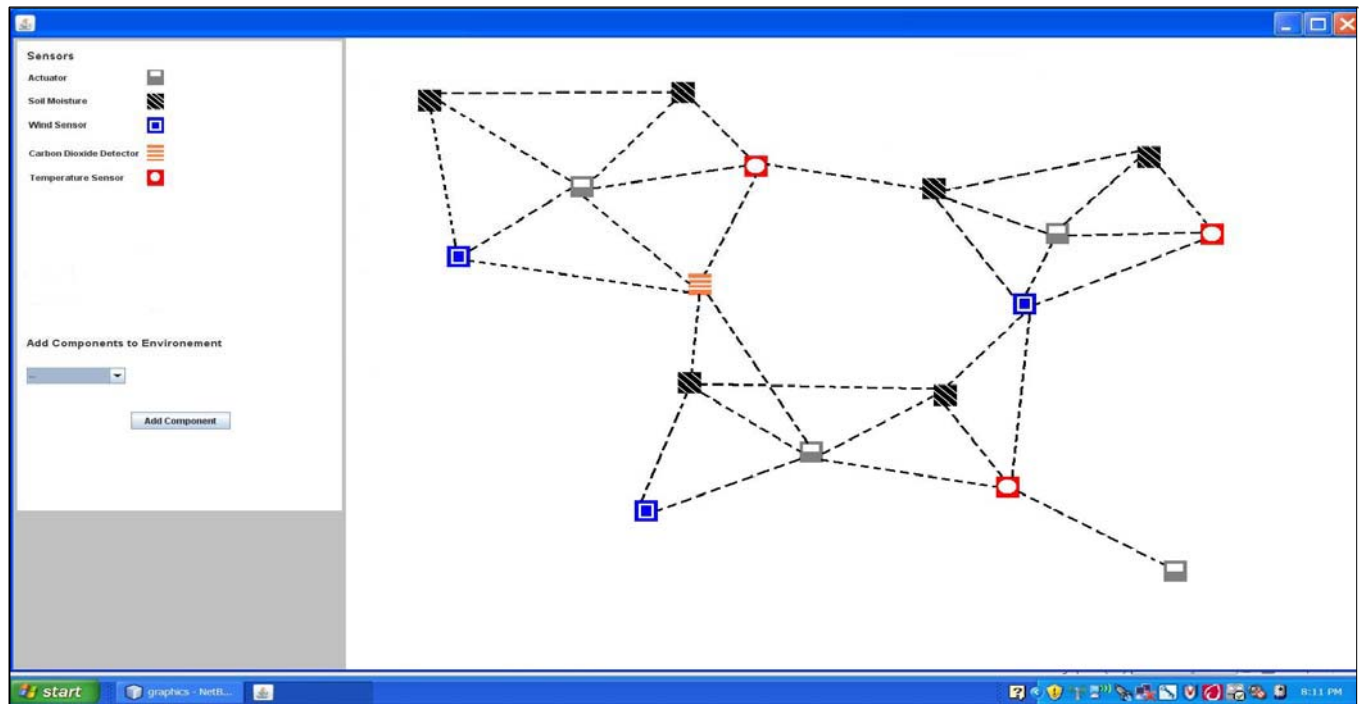 Sensors
Actuator
Soil Moisture
Wind Sensor
Carbon Dioxide Detector
Temperature Sensor
Add Components to Environement
Add Component
start
graphics - NetB...
8:11 PM